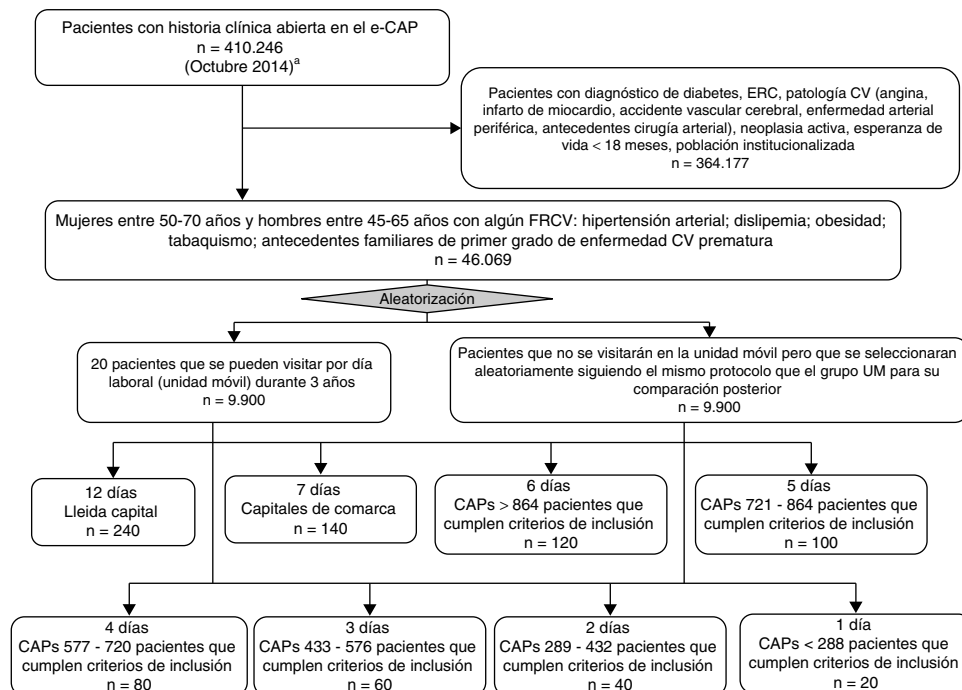 Pacientes con historia clínica abierta en el e-CAP
n = 410.246
(Octubre 2014)a
Pacientes con diagnóstico de diabetes, ERC, patología CV (angina,
infarto de miocardio, accidente vascular cerebral, enfermedad arterial
periférica, antecedentes cirugía arterial), neoplasia activa, esperanza de
vida < 18 meses, población institucionalizada
n = 364.177
Mujeres entre 50-70 años y hombres entre 45-65 años con algún FRCV: hipertensión arterial; dislipemia; obesidad;
tabaquismo; antecedentes familiares de primer grado de enfermedad CV prematura
n = 46.069
Aleatorización
20 pacientes que se pueden visitar por día
laboral (unidad móvil) durante 3 años
n = 9.900
Pacientes que no se visitarán en la unidad móvil pero que se seleccionaran
aleatoriamente siguiendo el mismo protocolo que el grupo UM para su
comparación posterior
n = 9.900
12 días
Lleida capital
n = 240
7 días
Capitales de comarca
n = 140
6 días
CAPs > 864 pacientes que
cumplen criterios de inclusión
n = 120
5 días
CAPs 721 - 864 pacientes que
cumplen criterios de inclusión
n = 100
4 días
CAPs 577 - 720 pacientes que
cumplen criterios de inclusión
n = 80
3 días
CAPs 433 - 576 pacientes que
cumplen criterios de inclusión
n = 60
2 días
CAPs 289 - 432 pacientes que
cumplen criterios de inclusión
n = 40
1 día
CAPs < 288 pacientes que
cumplen criterios de inclusión
n = 20